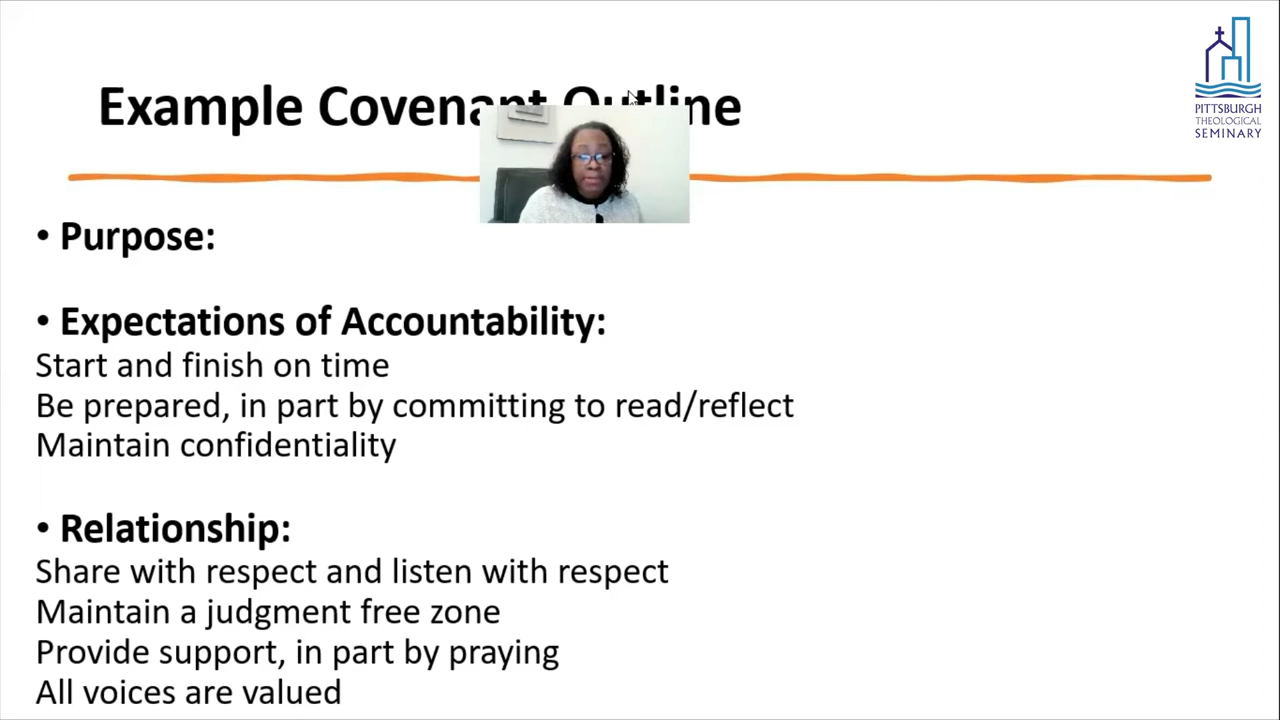 Example Covenant Outline
PITTSBURGH
THEOLOGICAL
SEMINARY
• Purpose:
• Expectations of Accountability:
Start and finish on time
Be prepared, in part by committing to read/reflect
Maintain confidentiality
• Relationship:
Share with respect and listen with respect
Maintain a judgment free zone
Provide support, in part by praying
All voices are valued